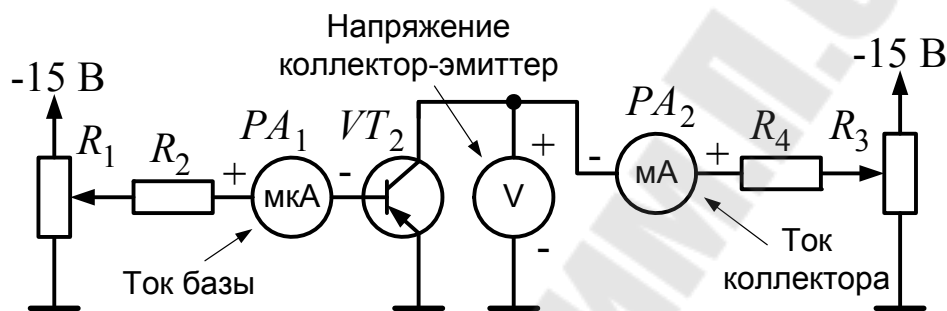 Напряжение
коллектор-эмиттер
-15 В
-15 В
R1
R2
PA1
VT2
PA2
R4
R3
+
мкА
-
+
V
-
-
мА
+
Ток базы
Ток
коллектора